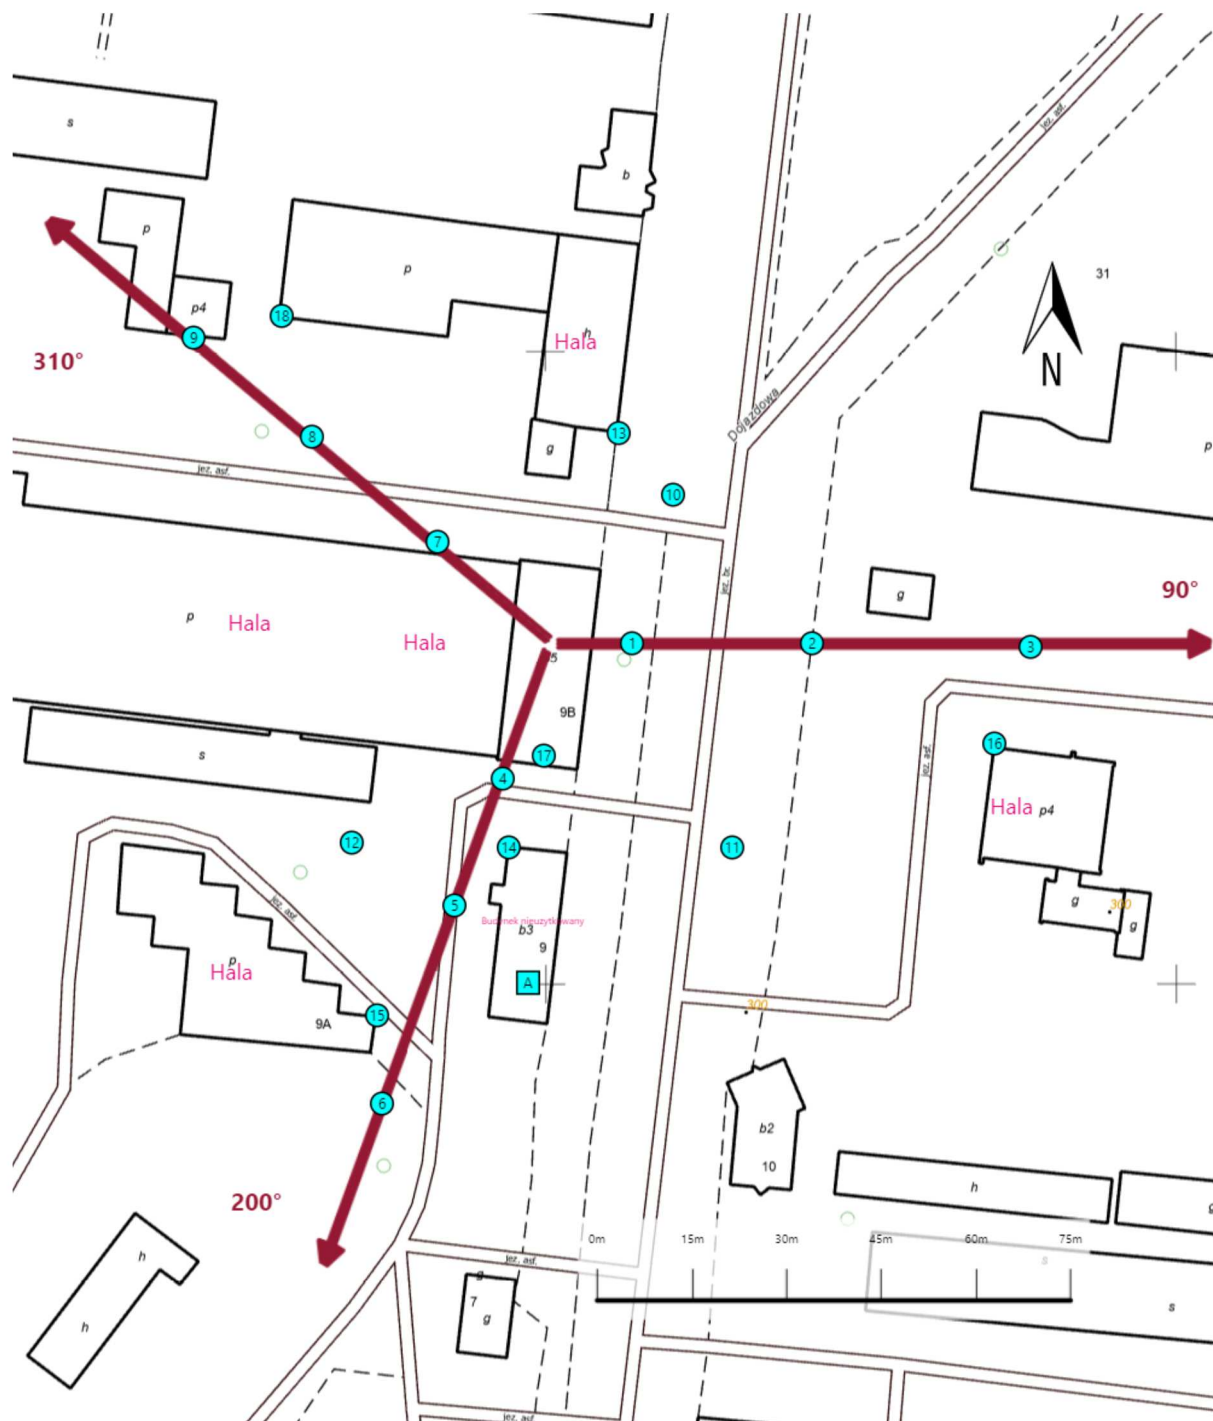 s
b
p
p
p4
h
Hala
18
9
310°
8
13
g
jez. asf.
10
7
Dojazdowa
jez. asf.
31
N
p
jez. br.
g
90°
1
2
3
5
p
Hala
Hala
9B
17
s
4
12
14
5
Budynek nieużytkowany
b3
9
A
11
jez. asf.
16
Hala
p4
g
300
g
jez. asf.
p
Hala
9A
15
6
300
200°
b2
10
h
g
0m
15m
30m
45m
60m
75m
s
s
jez. asf.
g
7
g
h
h
jez. asf.